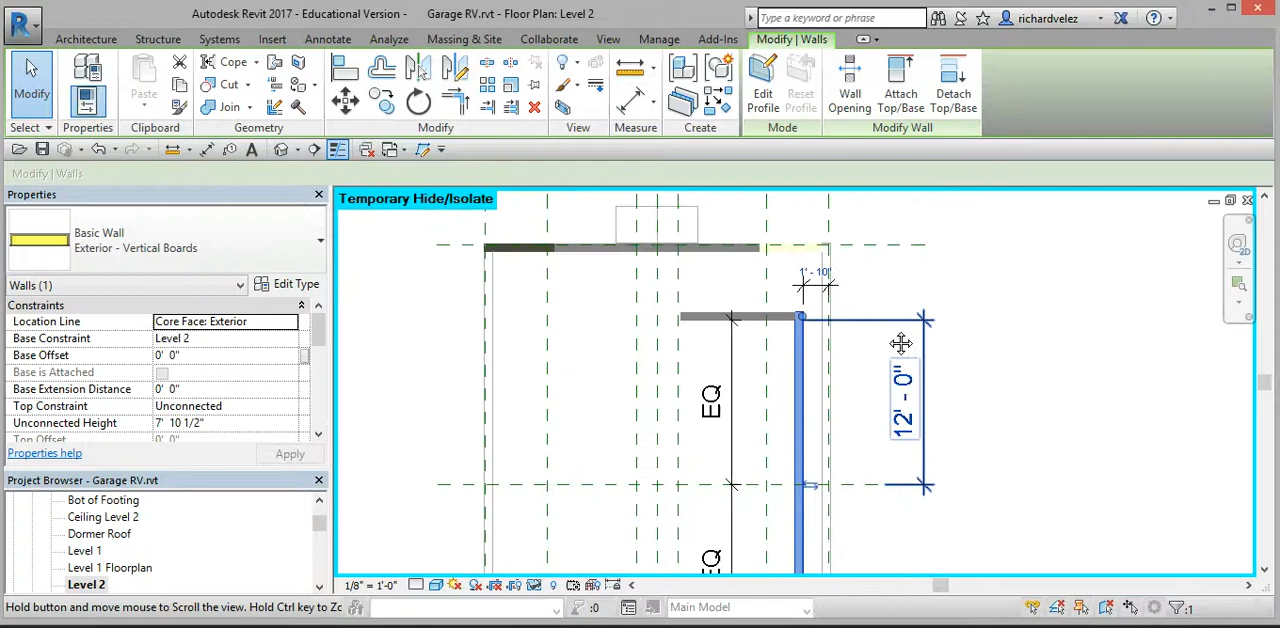 Autodesk Revit 2017 - Educational Version - Garage RV.rvt - Floor Plan: Level 2
Type a keyword or phrase
richardvelez
Architecture Structure Systems Insert Annotate Analyze Massing & Site Collaborate View Manage Add-Ins Modify | Walls
Modify
Paste
Cope
Cut
Join
Edit Profile
Reset Profile
Wall Opening
Attach Top/Base
Detach Top/Base
Select Properties Clipboard Geometry Modify View Measure Create Mode Modify Wall
Modify | Walls
Properties
Basic Wall
Exterior - Vertical Boards
Walls (1) Edit Type
Constraints
Location Line Core Face: Exterior
Base Constraint Level 2
Base Offset 0' 0"
Base is Attached
Base Extension Distance 0' 0"
Top Constraint Unconnected
Unconnected Height 7' 10 1/2"
Top Offset 0' 0"
Properties help Apply
Project Browser - Garage RV.rvt
Bot of Footing
Ceiling Level 2
Dormer Roof
Level 1
Level 1 Floorplan
Level 2
Temporary Hide/Isolate
1' - 10"
EQ
12' - 0"
EQ
2D
1/8" = 1'-0"
Hold button and move mouse to Scroll the view. Hold Ctrl key to Zc
:0
Main Model
:1